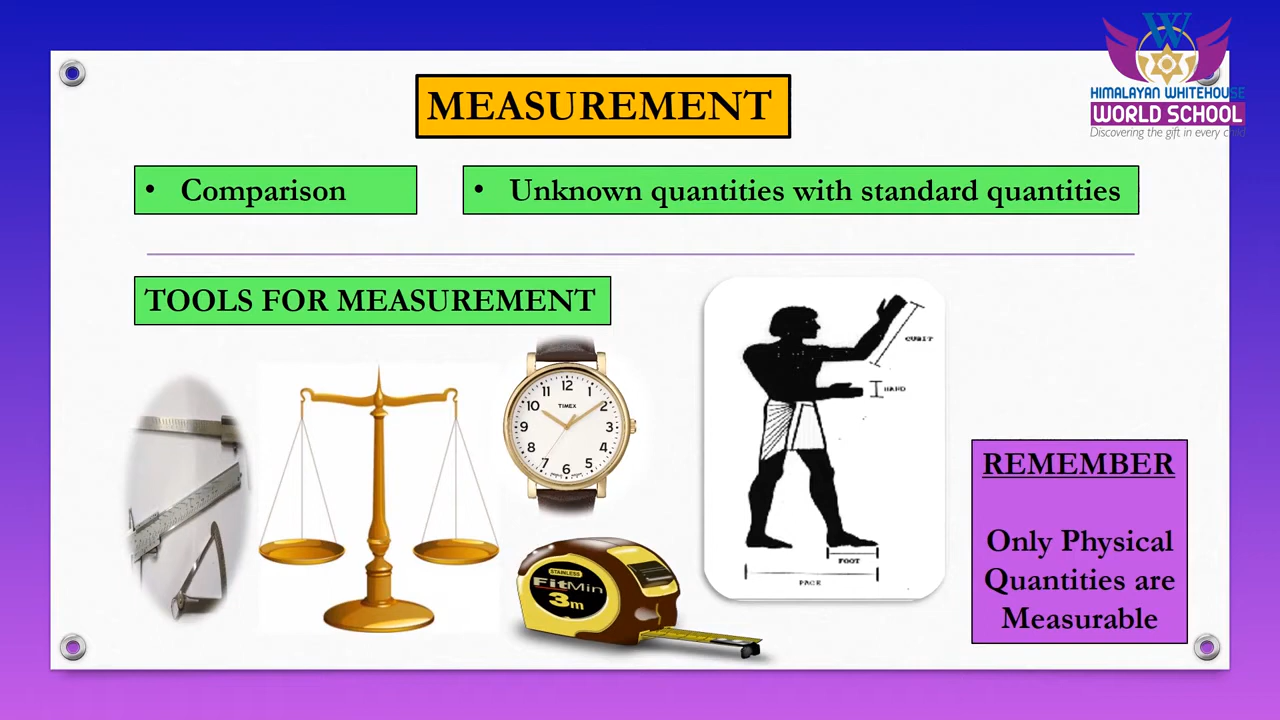 HIMALAYAN WHITEHOUSE
WORLD SCHOOL
Discovering the gift in every child
MEASUREMENT
• Comparison
• Unknown quantities with standard quantities
TOOLS FOR MEASUREMENT
12
1
2
3
4
5
6
7
8
9
10
11
TIMEX
STAINLESS
FitMin
3m
CUBIT
HAND
FOOT
PACE
REMEMBER
Only Physical
Quantities are
Measurable